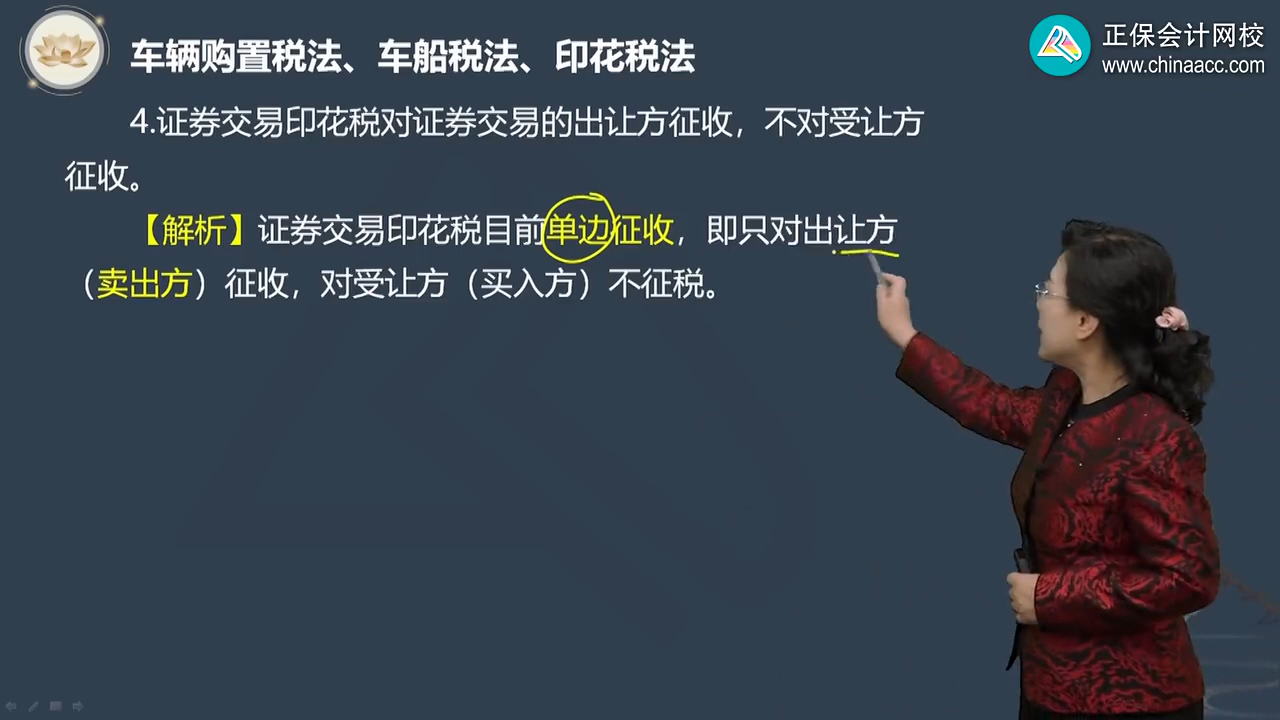 车辆购置税法、车船税法、印花税法
正保会计网校
www.chinaacc.com
4.证券交易印花税对证券交易的出让方征收，不对受让方
征收。
【解析】证券交易印花税目前单边征收，即只对出让方
（卖出方）征收，对受让方（买入方）不征税。